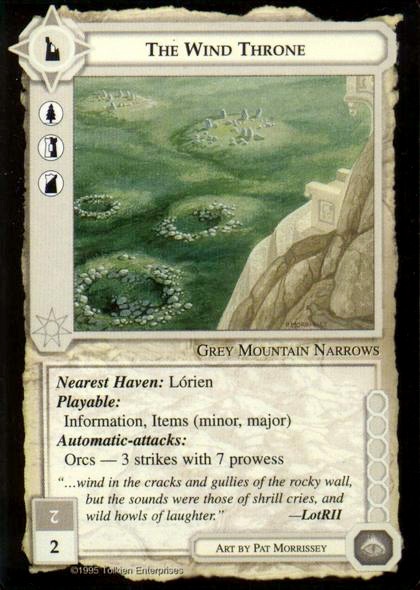 THE WIND THRONE
P. MORRISSEY
GREY MOUNTAIN NARROWS
Nearest Haven: Lórien
Playable:
Information, Items (minor, major)
Automatic-attacks:
Orcs — 3 strikes with 7 prowess
“...wind in the cracks and gullies of the rocky wall,
but the sounds were those of shrill cries, and
wild howls of laughter.” —LotRII
2
2
ART BY PAT MORRISSEY
©1995 Tolkien Enterprises